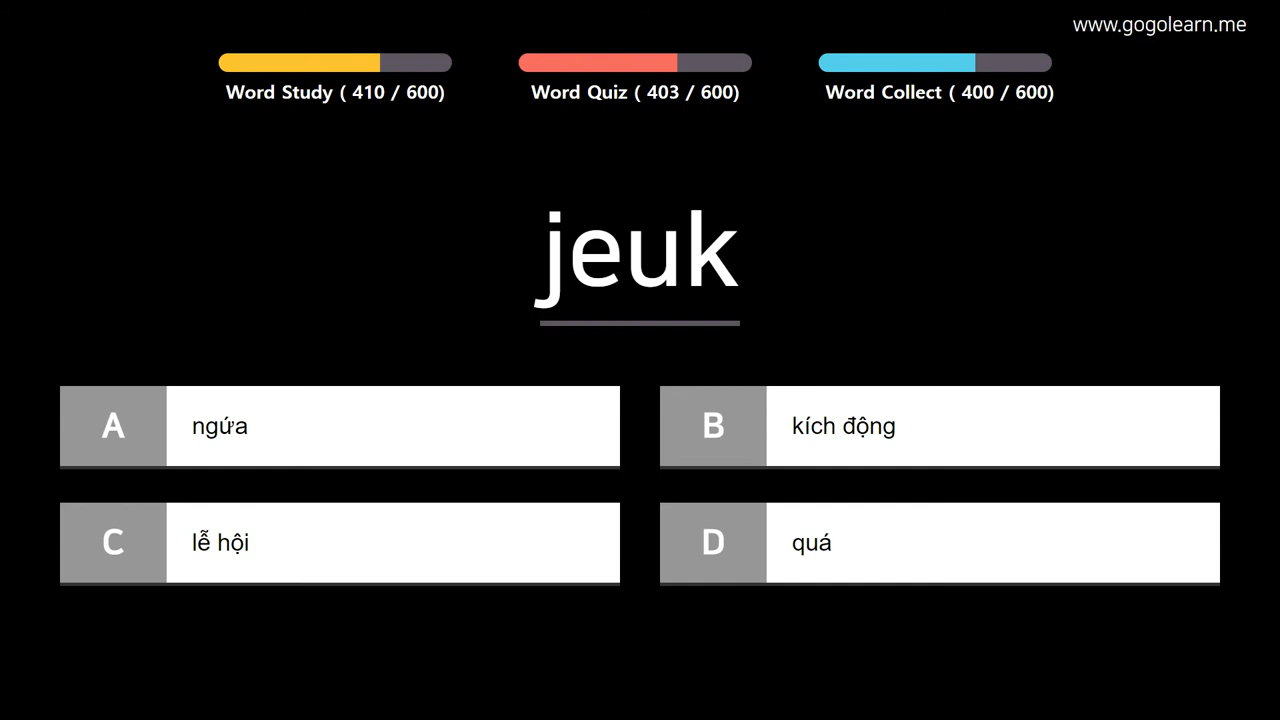 www.gogolearn.me
Word Study ( 410 / 600)
Word Quiz ( 403 / 600)
Word Collect ( 400 / 600)
jeuk
A ngứa
B kích động
C lễ hội
D quá